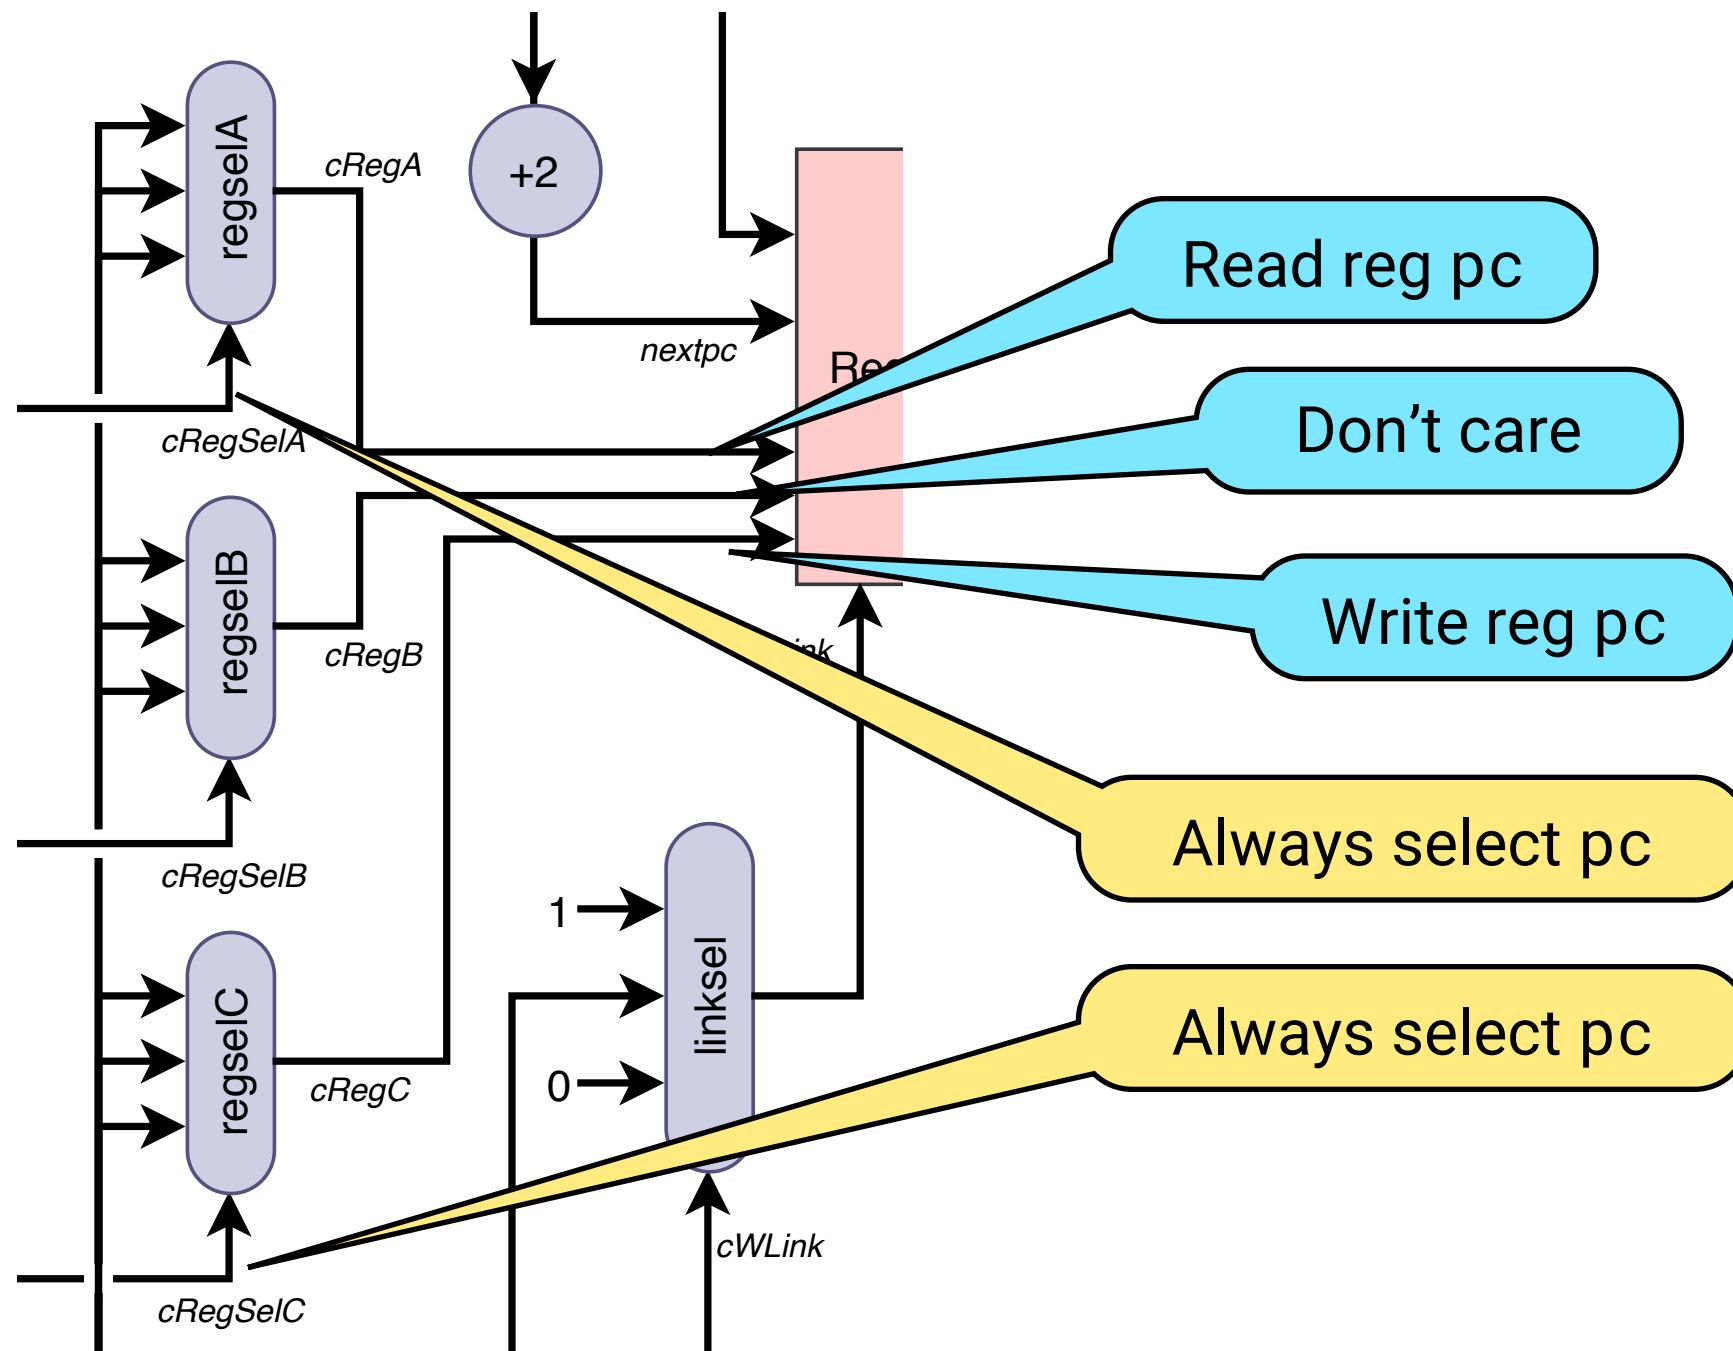 regselA
cRegA
+2
Read reg pc
nextpc
Don’t care
cRegSelA
regselB
cRegB
Write reg pc
Always select pc
cRegSelB
1
linksel
0
regselC
cRegC
Always select pc
cWLink
cRegSelC